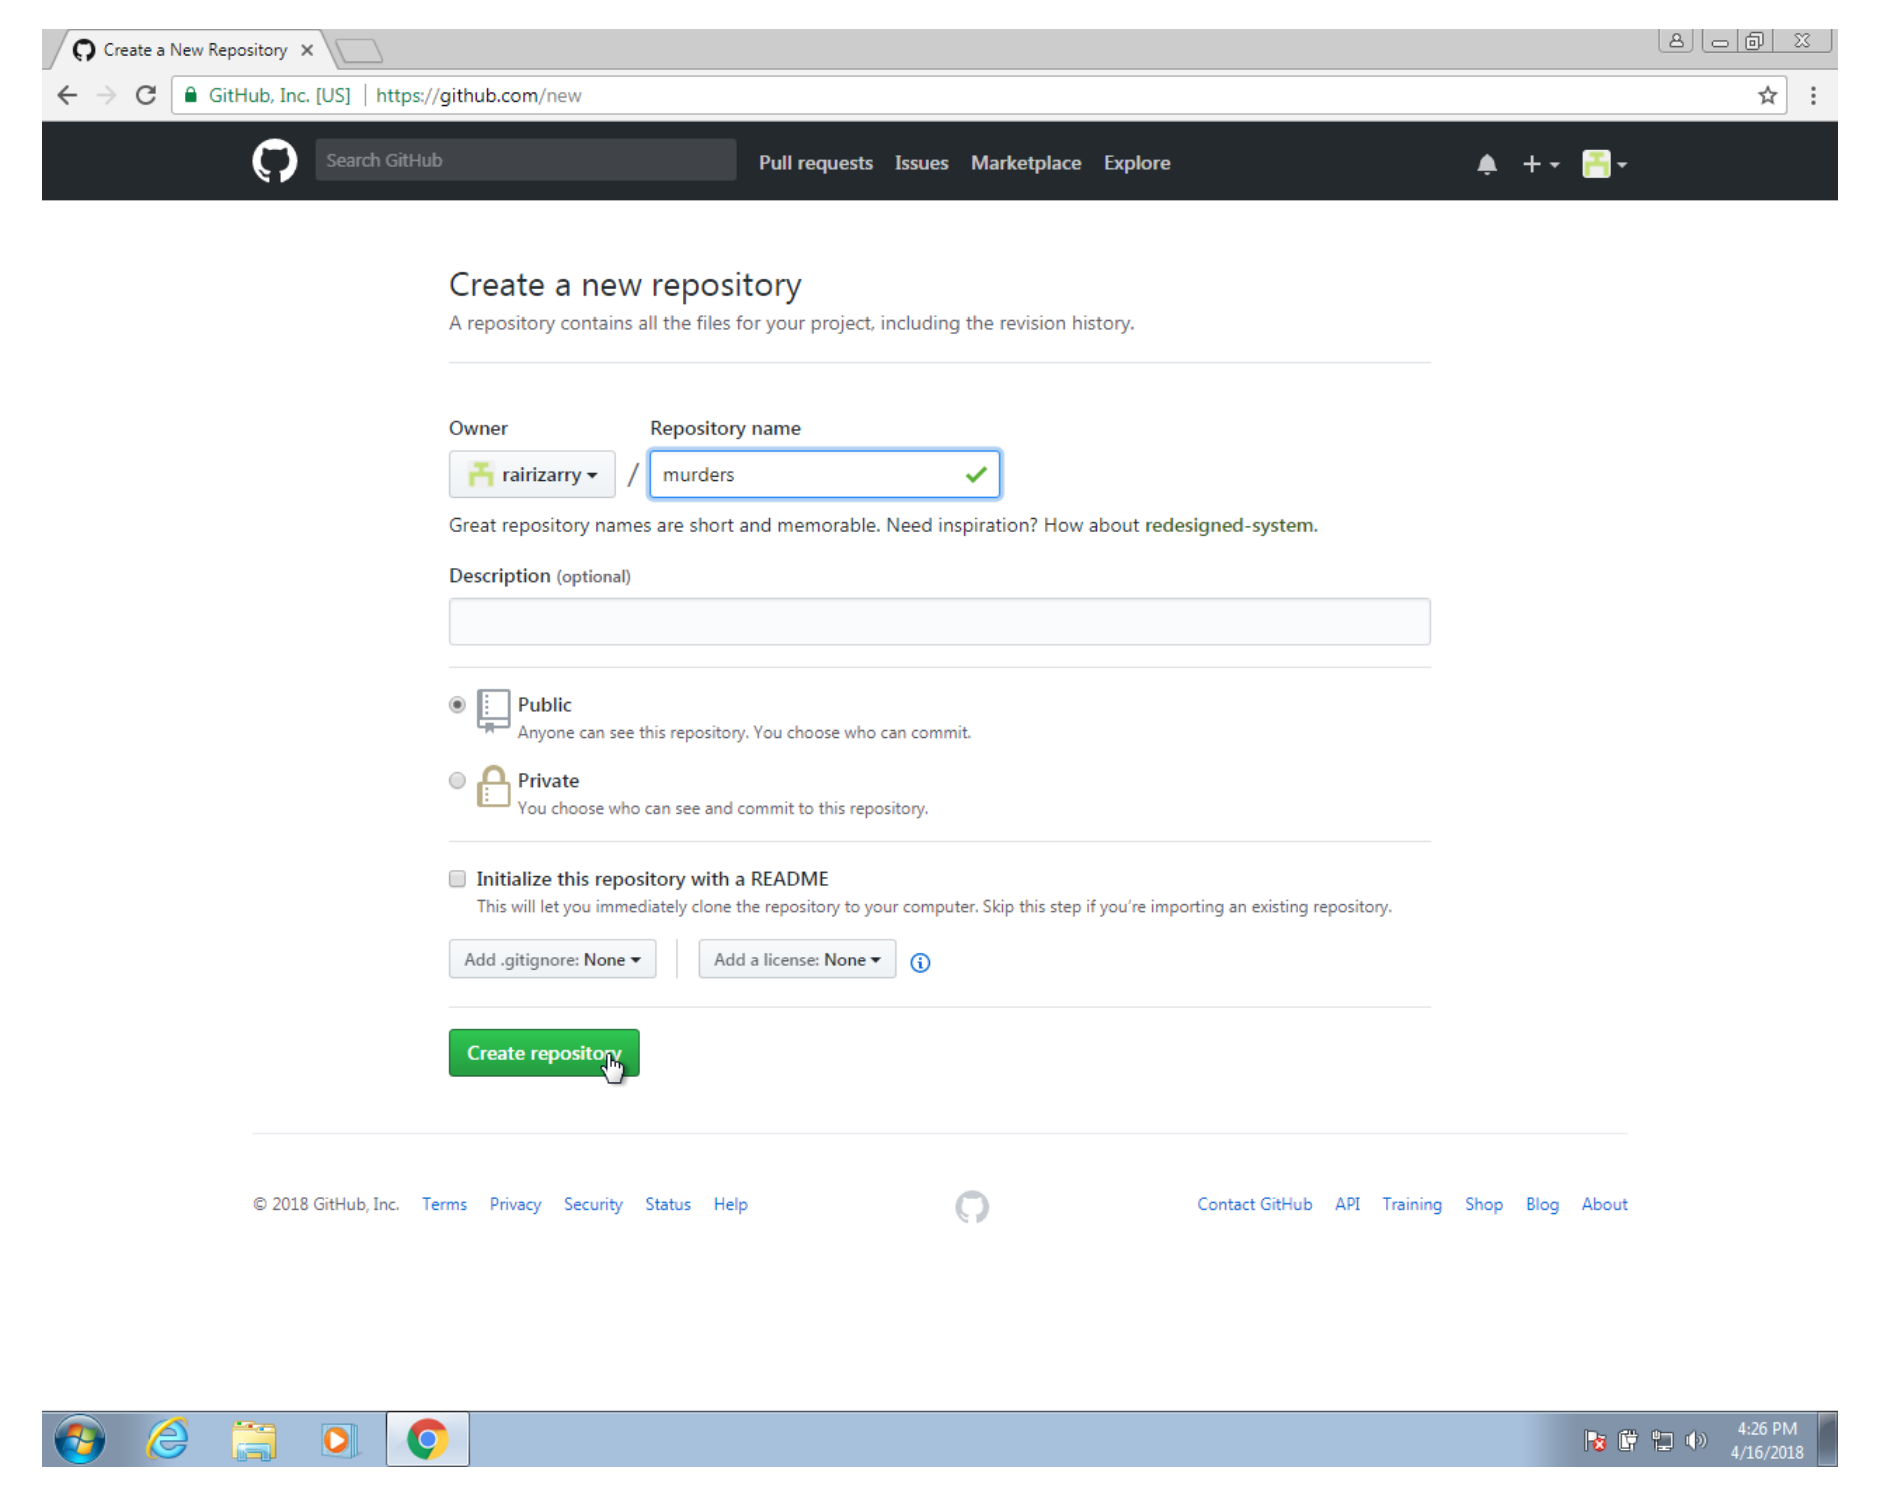 Create a New Repository
GitHub, Inc. [US] | https://github.com/new
Search GitHub Pull requests Issues Marketplace Explore
Create a new repository
A repository contains all the files for your project, including the revision history.
Owner Repository name
rairizarry / murders
Great repository names are short and memorable. Need inspiration? How about redesigned-system.
Description (optional)
Public
Anyone can see this repository. You choose who can commit.
Private
You choose who can see and commit to this repository.
Initialize this repository with a README
This will let you immediately clone the repository to your computer. Skip this step if you're importing an existing repository.
Add .gitignore: None Add a license: None
Create repository
© 2018 GitHub, Inc. Terms Privacy Security Status Help Contact GitHub API Training Shop Blog About
4:26 PM
4/16/2018